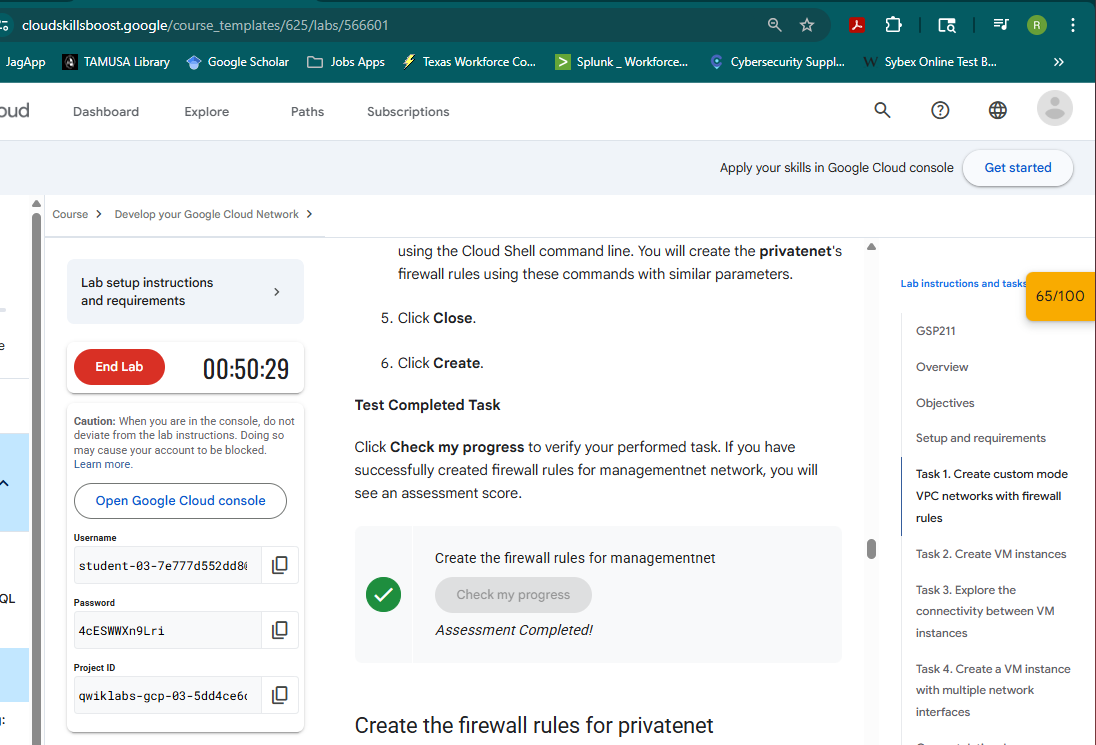 cloudskillsboost.google/course_templates/625/labs/566601
R
JagApp TAMUSA Library Google Scholar Jobs Apps Texas Workforce Co... Splunk _ Workforce... Cybersecurity Suppl... Sybex Online Test B... »
oud Dashboard Explore Paths Subscriptions
Apply your skills in Google Cloud console Get started
Course Develop your Google Cloud Network
e
QL
:
Lab setup instructions
and requirements
End Lab 00:50:29
Caution: When you are in the console, do not
deviate from the lab instructions. Doing so
may cause your account to be blocked.
Learn more.
Open Google Cloud console
Username
student-03-7e777d552dd8
Password
4cESWWXn9Lri
Project ID
qwiklabs-gcp-03-5dd4ce6
using the Cloud Shell command line. You will create the privatenet's
firewall rules using these commands with similar parameters.
5. Click Close.
6. Click Create.
Test Completed Task
Click Check my progress to verify your performed task. If you have
successfully created firewall rules for managementnet network, you will
see an assessment score.
Create the firewall rules for managementnet
Check my progress
Assessment Completed!
Create the firewall rules for privatenet
Lab instructions and tasks
65/100
GSP211
Overview
Objectives
Setup and requirements
Task 1. Create custom mode
VPC networks with firewall
rules
Task 2. Create VM instances
Task 3. Explore the
connectivity between VM
instances
Task 4. Create a VM instance
with multiple network
interfaces